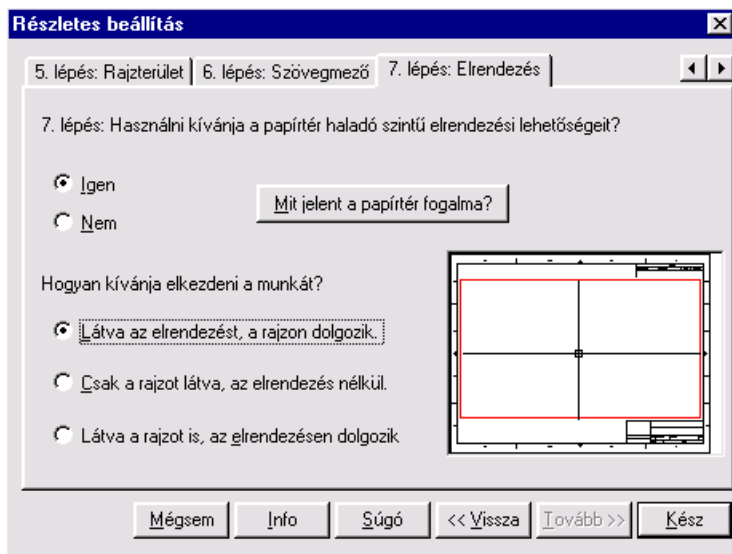 Részletes beállítás
5. lépés: Rajzterület
6. lépés: Szövegmező
7. lépés: Elrendezés
7. lépés: Használni kívánja a papírtér haladó szintű elrendezési lehetőségeit?
Igen
Mit jelent a papírtér fogalma?
Nem
Hogyan kívánja elkezdeni a munkát?
Látva az elrendezést, a rajzon dolgozik.
Csak a rajzot látva, az elrendezés nélkül.
Látva a rajzot is, az elrendezésen dolgozik
Mégsem
Info
Súgó
<< Vissza
Tovább >>
Kész